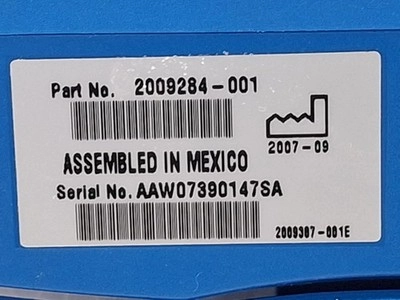 Part No. 2009284-001
2007-09
ASSEMBLED IN MEXICO
Serial No. AAW07390147SA
2009307-001E